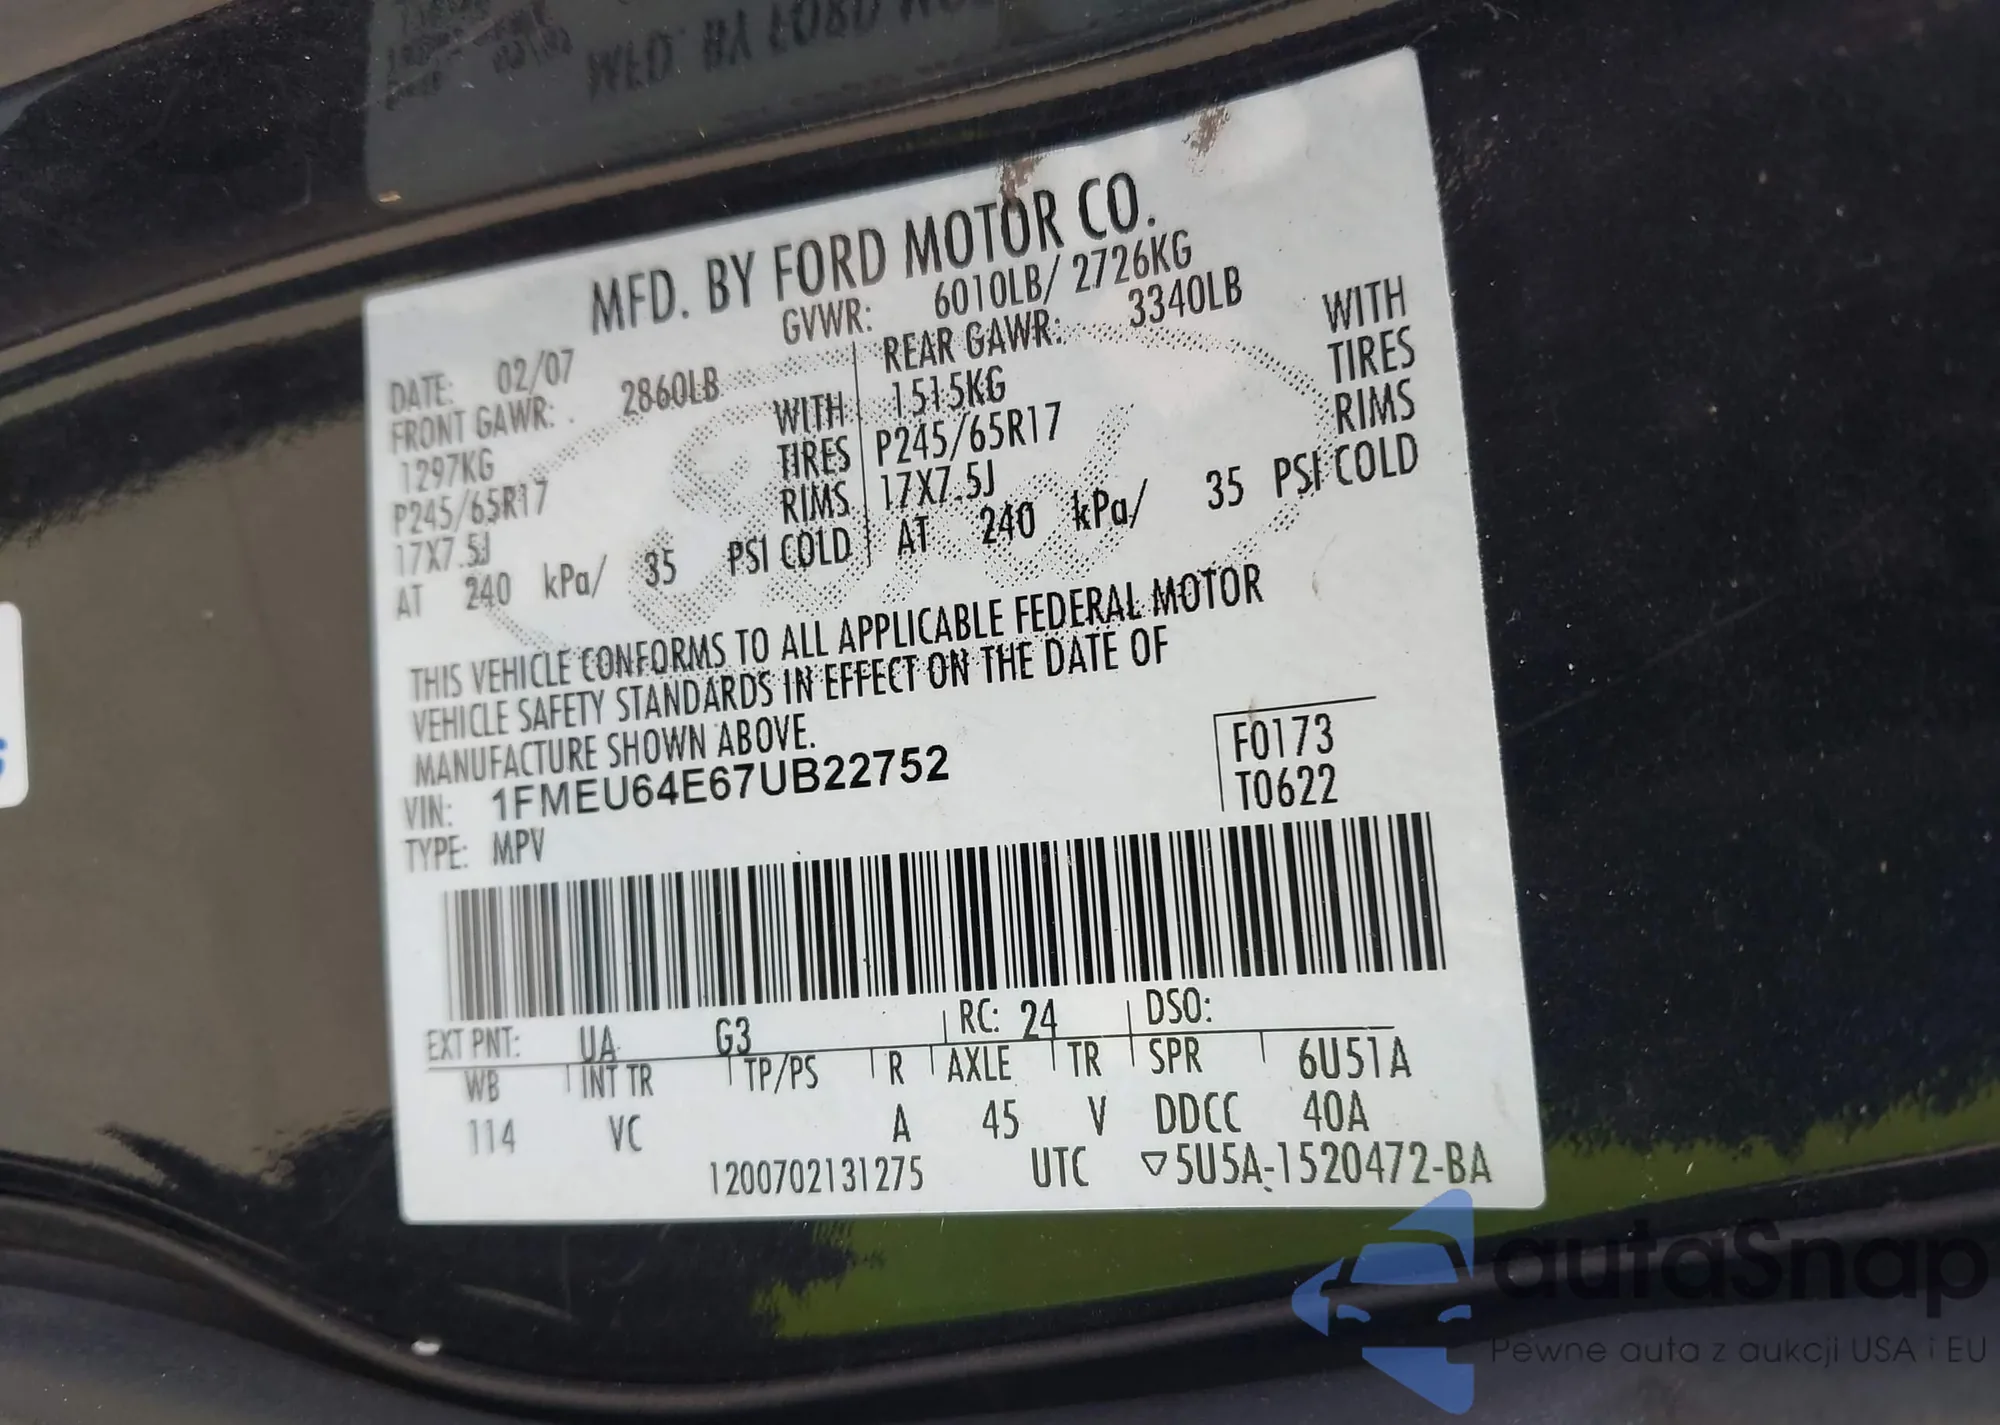 MFD. BY FORD MOTOR CO.
DATE: 02/07 GVWR: 6010LB/ 2726KG
FRONT GAWR: 2860LB REAR GAWR: 3340LB
1297KG WITH 1515KG WITH
P245/65R17 TIRES P245/65R17 TIRES
17X7.5J RIMS 17X7.5J RIMS
AT 240 kPa/ 35 PSI COLD AT 240 kPa/ 35 PSI COLD
THIS VEHICLE CONFORMS TO ALL APPLICABLE FEDERAL MOTOR
VEHICLE SAFETY STANDARDS IN EFFECT ON THE DATE OF
MANUFACTURE SHOWN ABOVE.
VIN: 1FMEU64E67UB22752 F0173
TYPE: MPV T0622
EXT PNT: UA G3 RC: 24 DSO:
WB INT TR TP/PS R AXLE TR SPR 6U51A
114 VC A 45 V DDCC 40A
1200702131275 UTC ▽5U5A-1520472-BA
autaSnap
Pewne auta z aukcji USA i EU